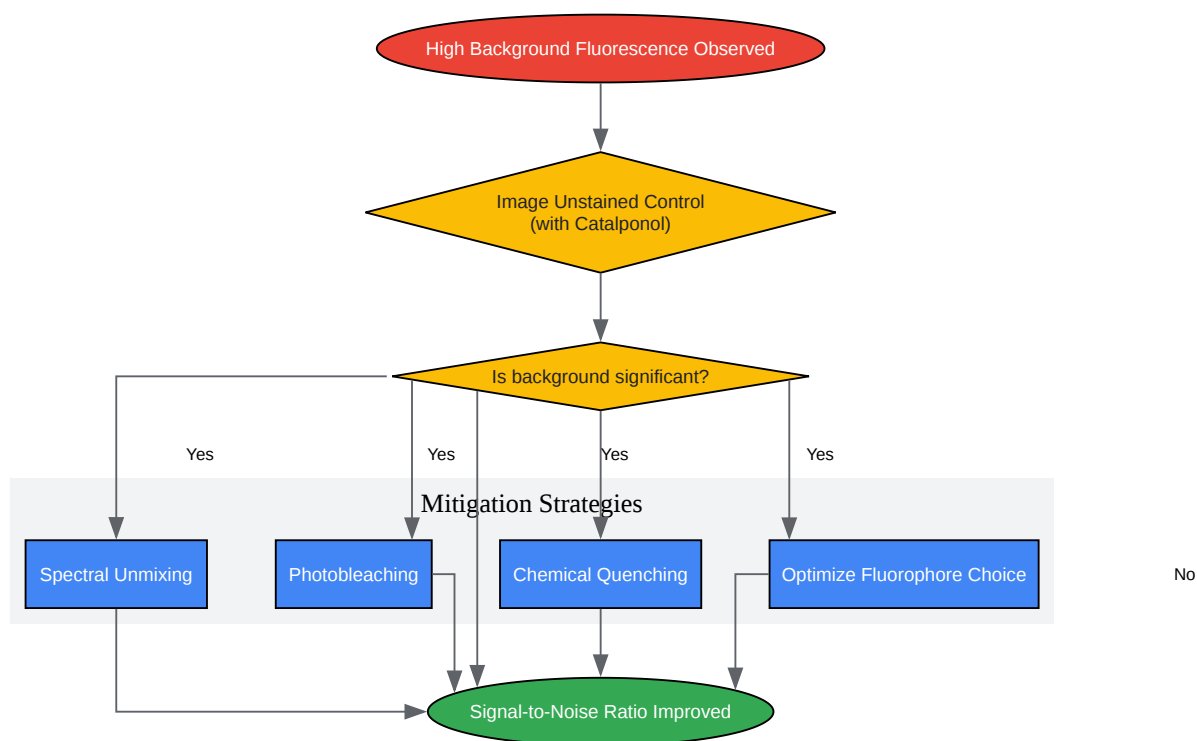 High Background Fluorescence Observed
Image Unstained Control
(with Catalponol)
Is background significant?
Yes
Yes
Yes
Yes
Mitigation Strategies
Spectral Unmixing
Photobleaching
Chemical Quenching
Optimize Fluorophore Choice
No
Signal-to-Noise Ratio Improved